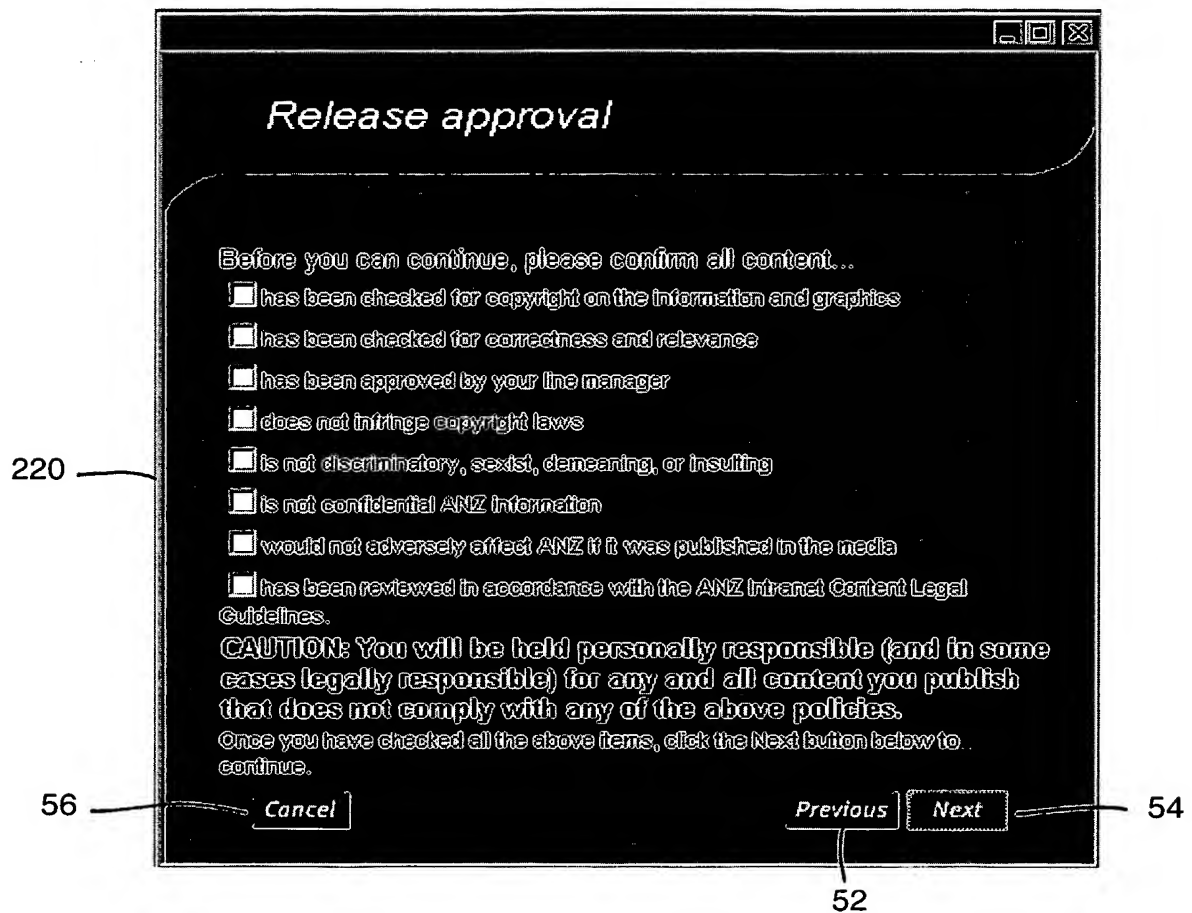 Release approval
Before you can continue, please confirm all content...
has been checked for copyright on the information and graphics
has been checked for correctness and relevance
has been approved by your line manager
does not infringe copyright laws
is not discriminatory, sexist, demeaning, or insulting
is not confidential ANZ information
would not adversely affect ANZ if it was published in the media
has been reviewed in accordance with the ANZ Intranet Content Legal
Guidelines.
CAUTION: You will be held personally responsible (and in some
cases legally responsible) for any and all content you publish
that does not comply with any of the above policies.
Once you have checked all the above items, click the Next button below to
continue.
Cancel
Previous
Next
220
56
54
52